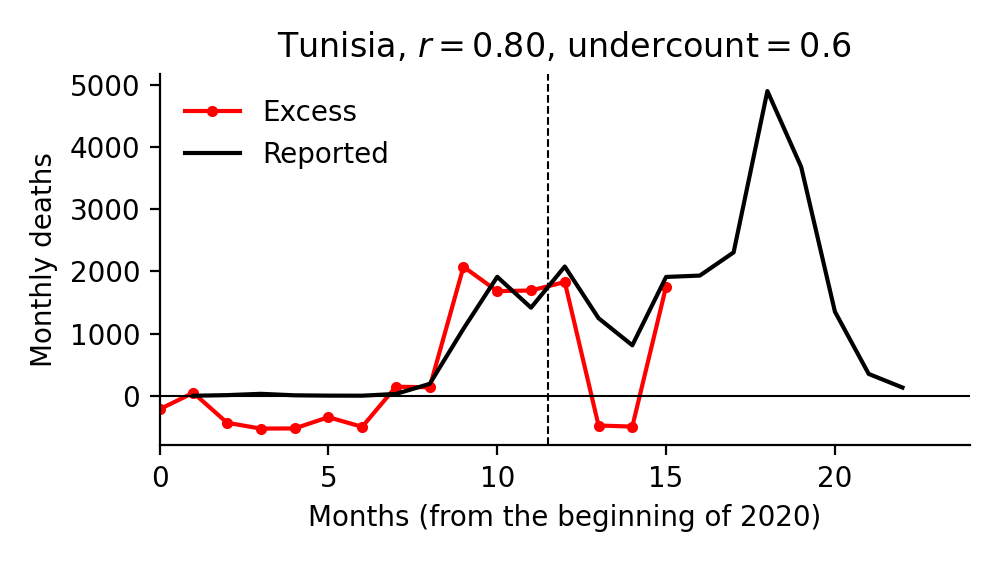 Tunisia, r = 0.80, undercount = 0.6
Excess
Reported
Monthly deaths
5000
4000
3000
2000
1000
0
0 5 10 15 20
Months (from the beginning of 2020)